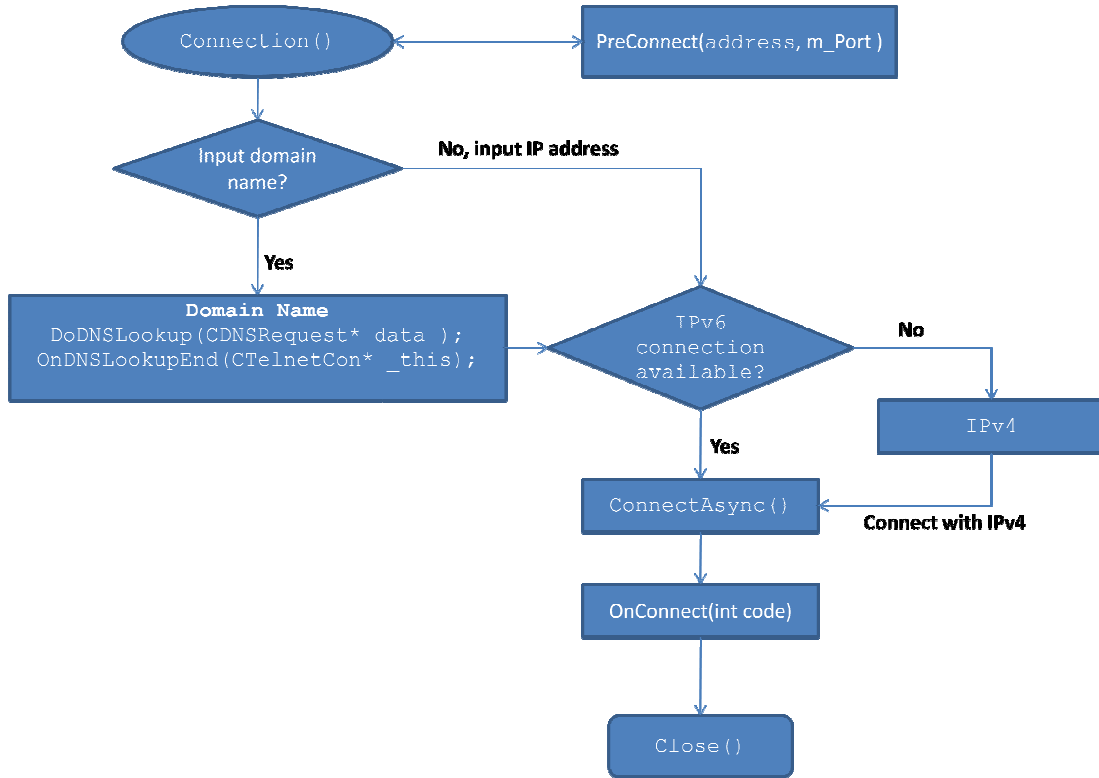 Connection()
PreConnect(address, m_Port )
Input domain
name?
No, input IP address
Yes
Domain Name
DoDNSLookup(CDNSRequest* data );
OnDNSLookupEnd(CTelnetCon* _this);
IPv6
connection
available?
No
IPv4
Yes
ConnectAsync()
Connect with IPv4
OnConnect(int code)
Close()